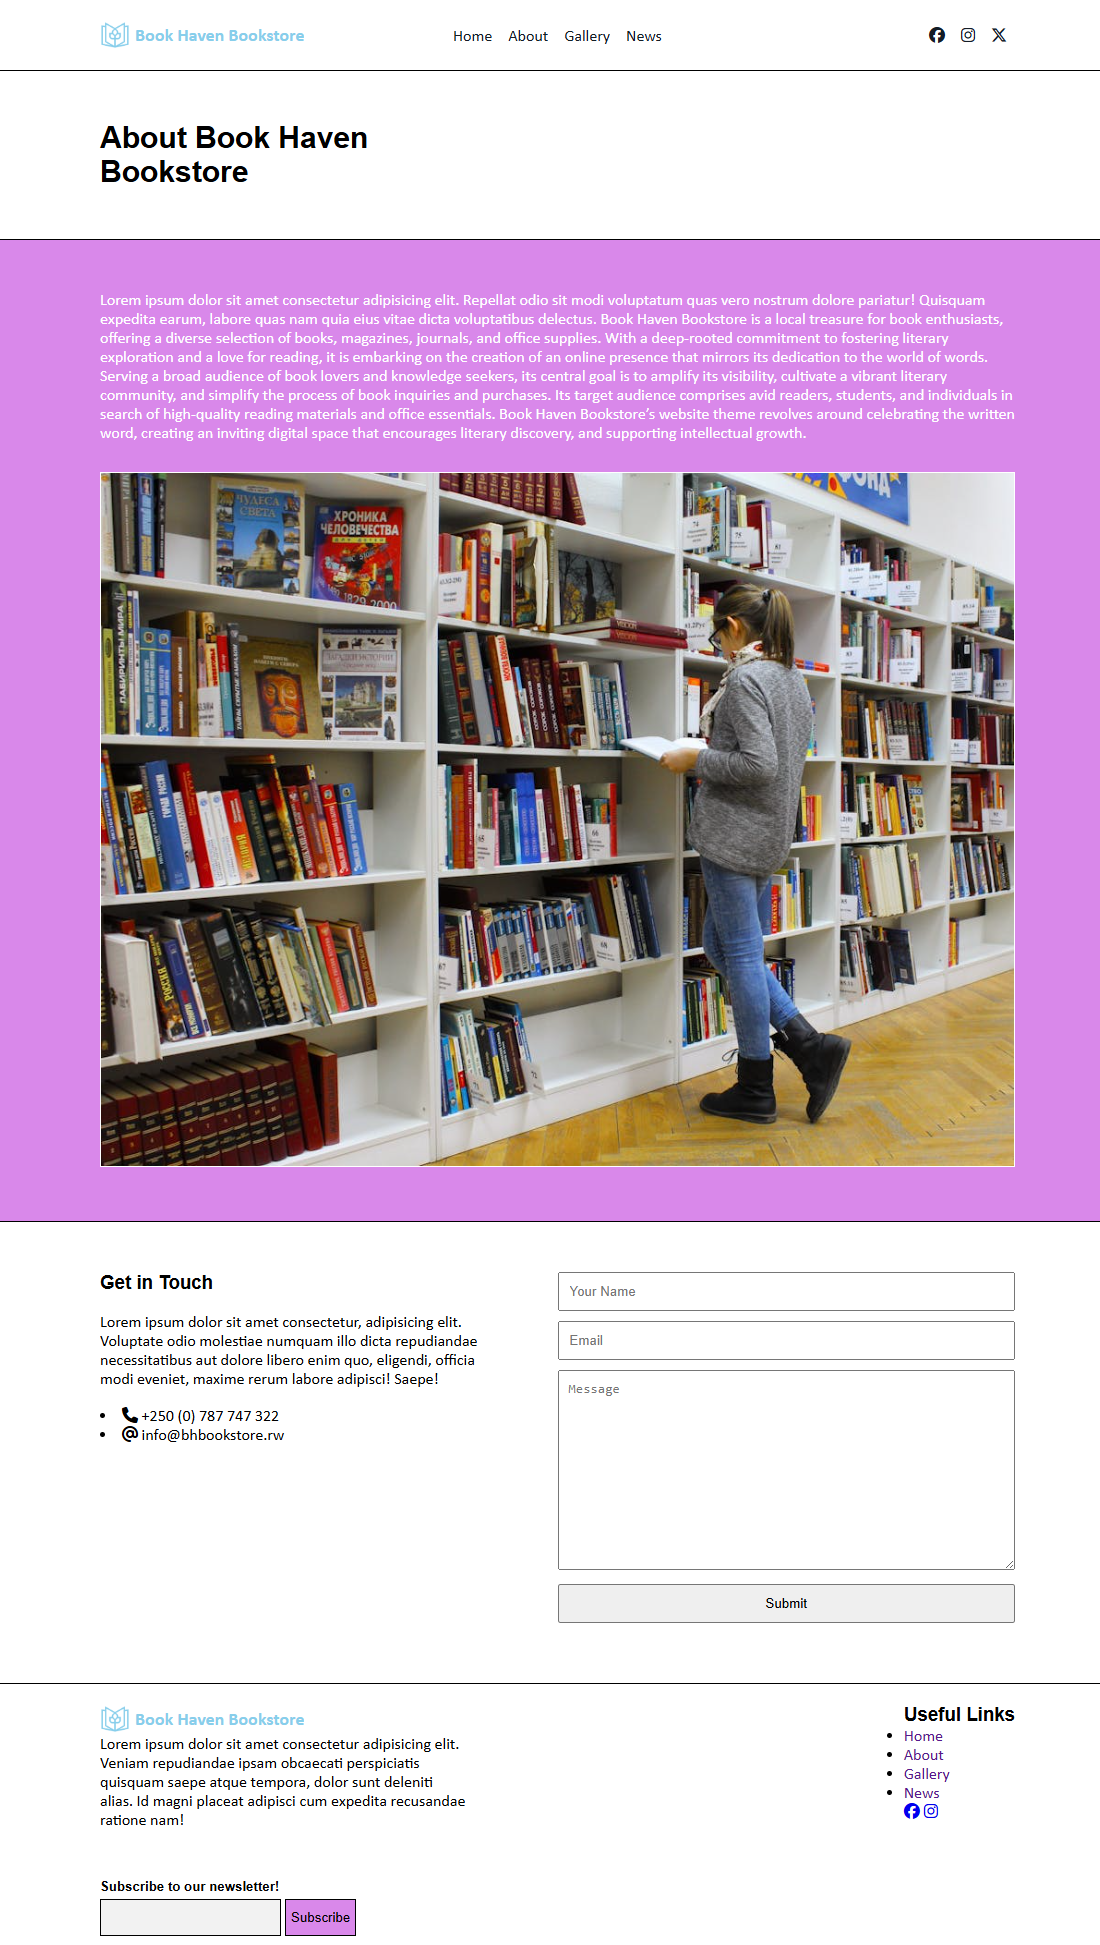 Book Haven Bookstore
Home About Gallery News
About Book Haven
Bookstore
Lorem ipsum dolor sit amet consectetur adipisicing elit. Repellat odio sit modi voluptatum quas vero nostrum dolore pariatur! Quisquam
expedita earum, labore quas nam quia eius vitae dicta voluptatibus delectus. Book Haven Bookstore is a local treasure for book enthusiasts,
offering a diverse selection of books, magazines, journals, and office supplies. With a deep-rooted commitment to fostering literary
exploration and a love for reading, it is embarking on the creation of an online presence that mirrors its dedication to the world of words.
Serving a broad audience of book lovers and knowledge seekers, its central goal is to amplify its visibility, cultivate a vibrant literary
community, and simplify the process of book inquiries and purchases. Its target audience comprises avid readers, students, and individuals in
search of high-quality reading materials and office essentials. Book Haven Bookstore’s website theme revolves around celebrating the written
word, creating an inviting digital space that encourages literary discovery, and supporting intellectual growth.
ФОНД
ЧУДЕСА
СВЕТА
ХРОНИКА
ЧЕЛОВЕЧЕСТВА
1829-2000
74
75
65
66
67
Get in Touch
Lorem ipsum dolor sit amet consectetur, adipisicing elit.
Voluptate odio molestiae numquam illo dicta repudiandae
necessitatibus aut dolore libero enim quo, eligendi, officia
modi eveniet, maxime rerum labore adipisci! Saepe!
+250 (0) 787 747 322
info@bhbookstore.rw
Your Name
Email
Message
Submit
Book Haven Bookstore
Lorem ipsum dolor sit amet consectetur adipisicing elit.
Veniam repudiandae ipsam obcaecati perspiciatis
quisquam saepe atque tempora, dolor sunt deleniti
alias. Id magni placeat adipisci cum expedita recusandae
ratione nam!
Subscribe to our newsletter!
Subscribe
Useful Links
Home
About
Gallery
News